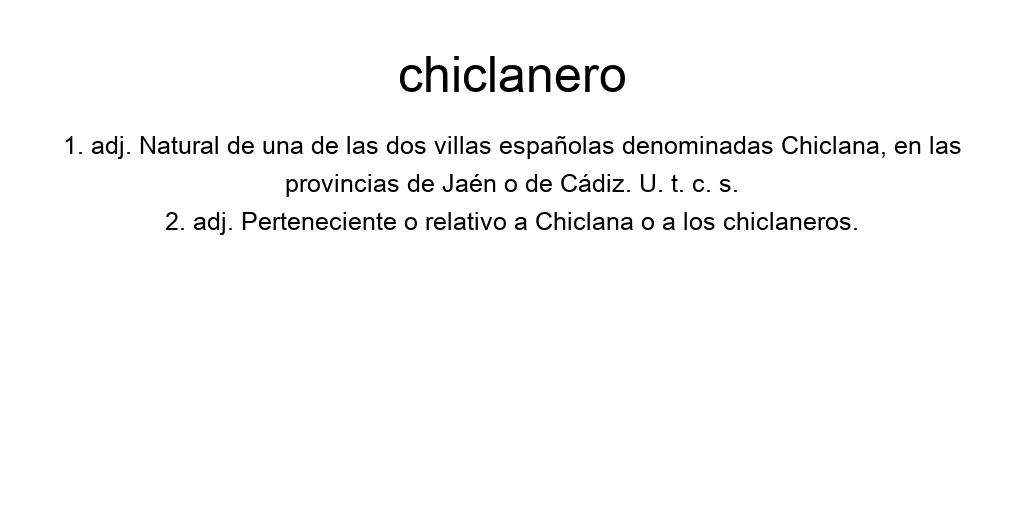 chiclanero
1. adj. Natural de una de las dos villas españolas denominadas Chiclana, en las
provincias de Jaén o de Cádiz. U. t. c. s.
2. adj. Perteneciente o relativo a Chiclana o a los chiclaneros.